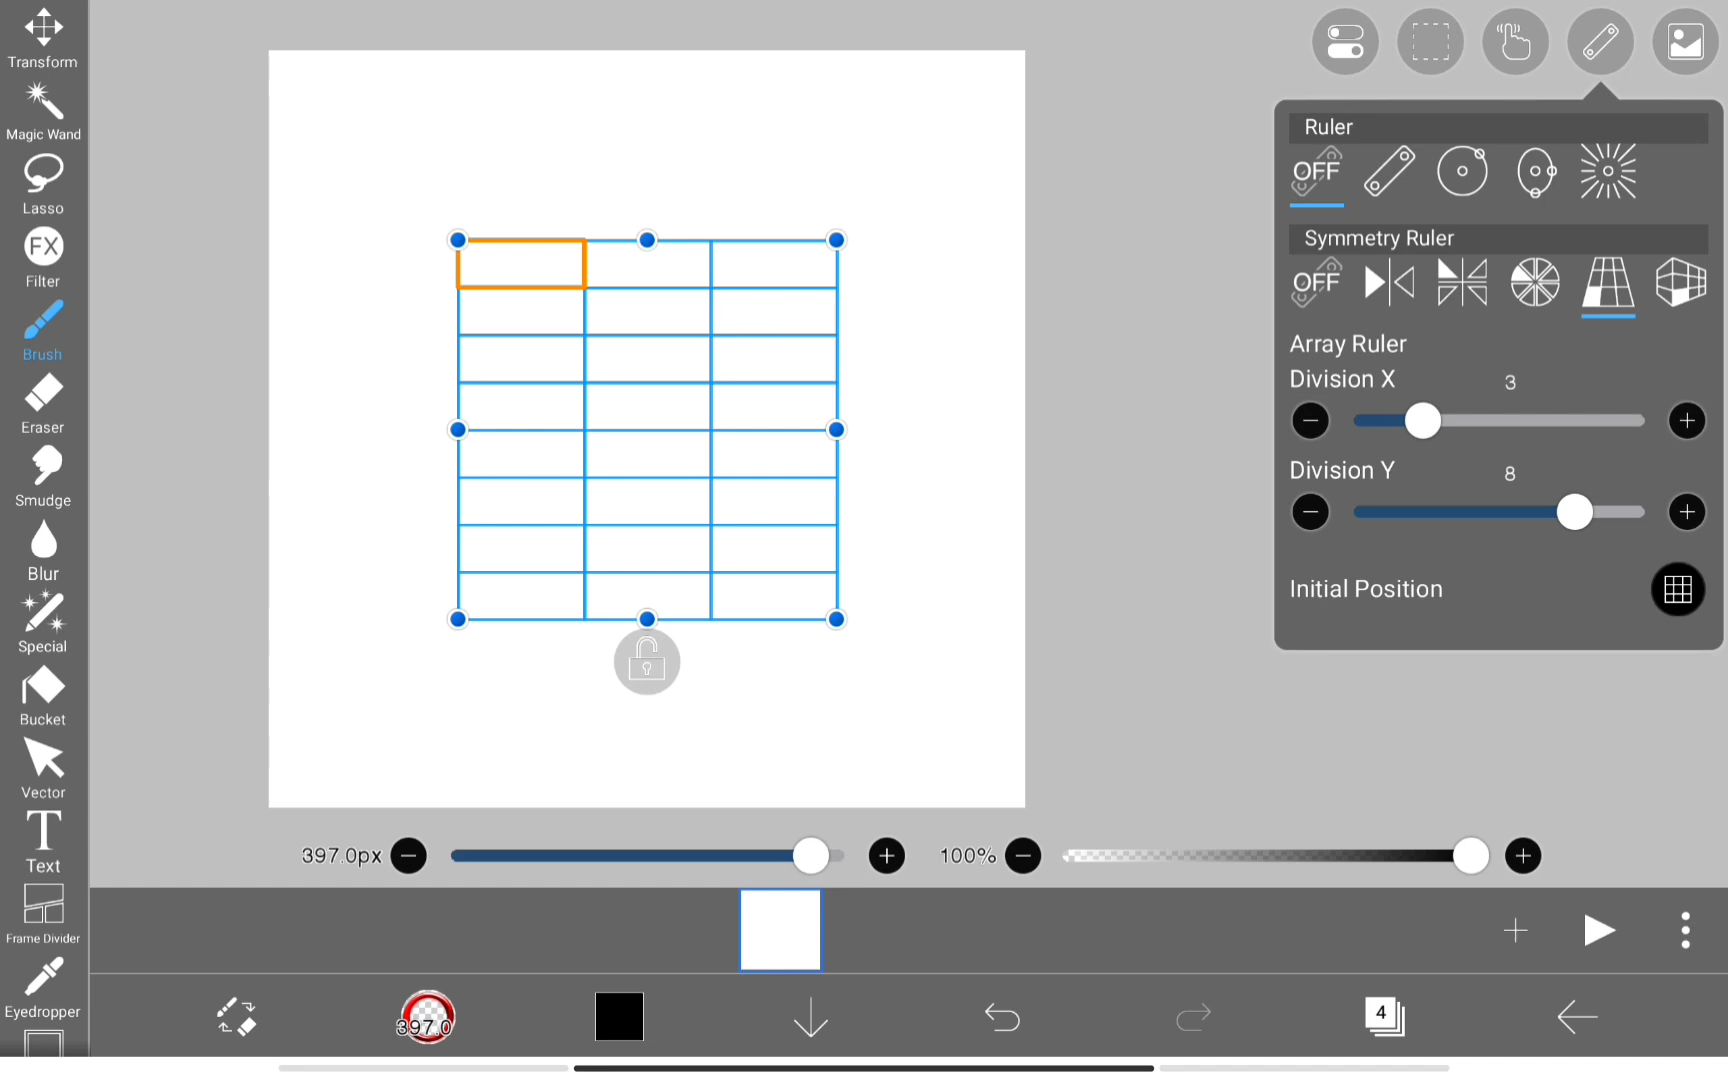 Transform
Magic Wand
Lasso
FX
Filter
Brush
Eraser
Smudge
Blur
Special
Bucket
Vector
T
Text
Frame Divider
Eyedropper
Ruler
OFF
Symmetry Ruler
OFF
Array Ruler
Division X 3
Division Y 8
Initial Position
397.0px
100%
397.0
4